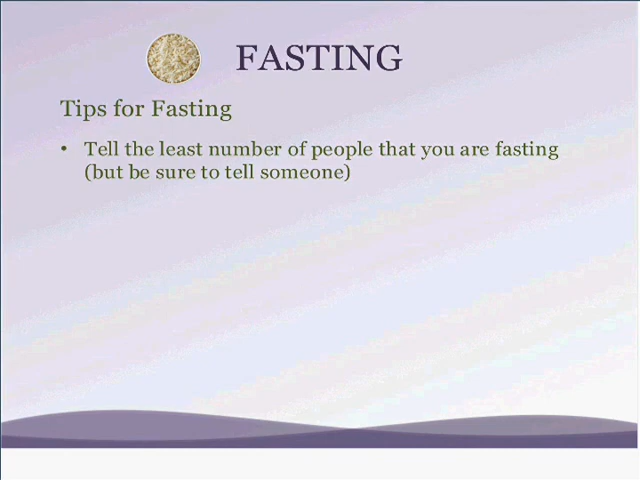 FASTING
Tips for Fasting
• Tell the least number of people that you are fasting
(but be sure to tell someone)